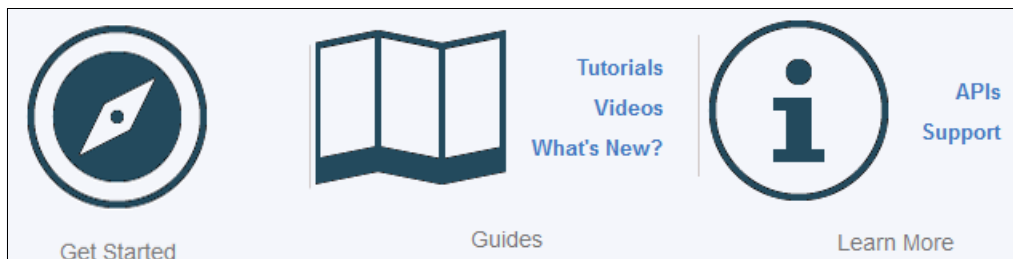 Get Started
Tutorials
Videos
What's New?
Guides
APIs
Support
Learn More